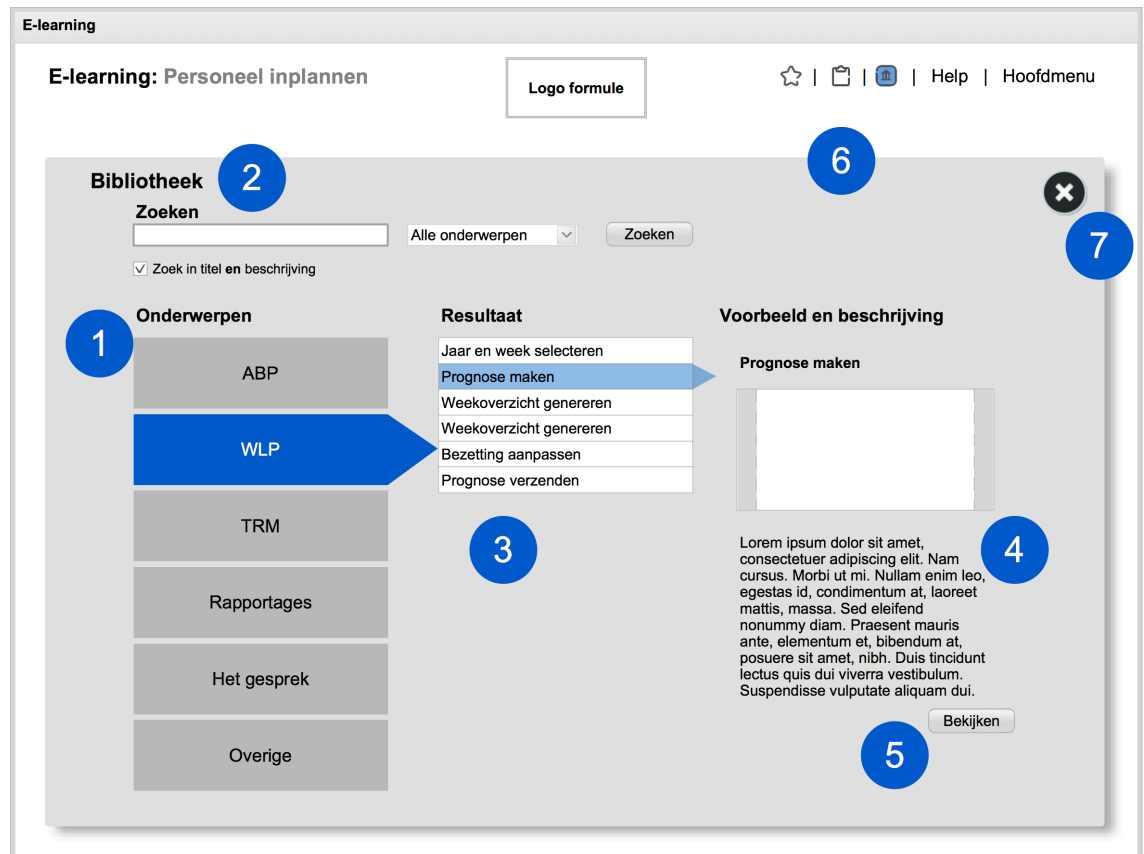 E-learning
E-learning: Personeel inplannen
Logo formule
| | | Help | Hoofdmenu
6
Bibliotheek
2
Zoeken
Alle onderwerpen
Zoeken
7
Zoek in titel en beschrijving
1
Onderwerpen
ABP
WLP
TRM
Rapportages
Het gesprek
Overige
Resultaat
Jaar en week selecteren
Prognose maken
Weekoverzicht genereren
Weekoverzicht genereren
Bezetting aanpassen
Prognose verzenden
3
Voorbeeld en beschrijving
Prognose maken
4
Lorem ipsum dolor sit amet,
consectetuer adipiscing elit. Nam
cursus. Morbi ut mi. Nullam enim leo,
egestas id, condimentum at, laoreet
mattis, massa. Sed eleifend
nonummy diam. Praesent mauris
ante, elementum et, bibendum at,
posuere sit amet, nibh. Duis tincidunt
lectus quis dui viverra vestibulum.
Suspendisse vulputate aliquam dui.
Bekijken
5